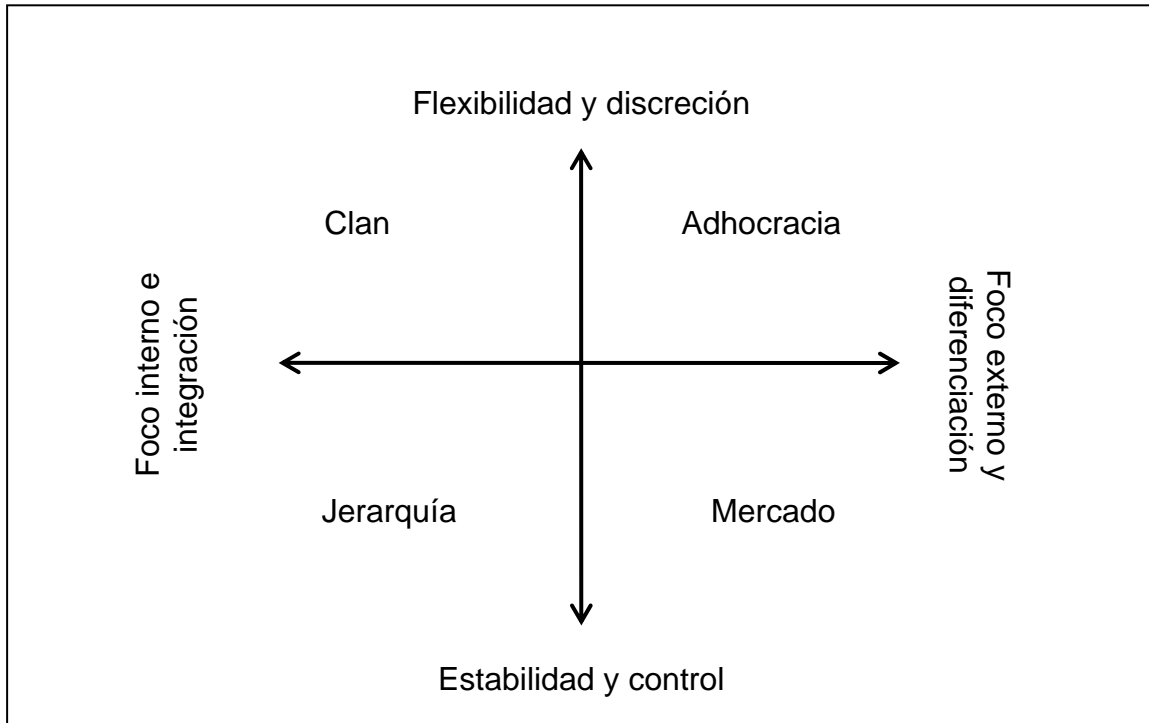 Flexibilidad y discreción
Clan
Adhocracia
Foco interno e
integración
Foco externo y
diferenciación
Jerarquía
Mercado
Estabilidad y control